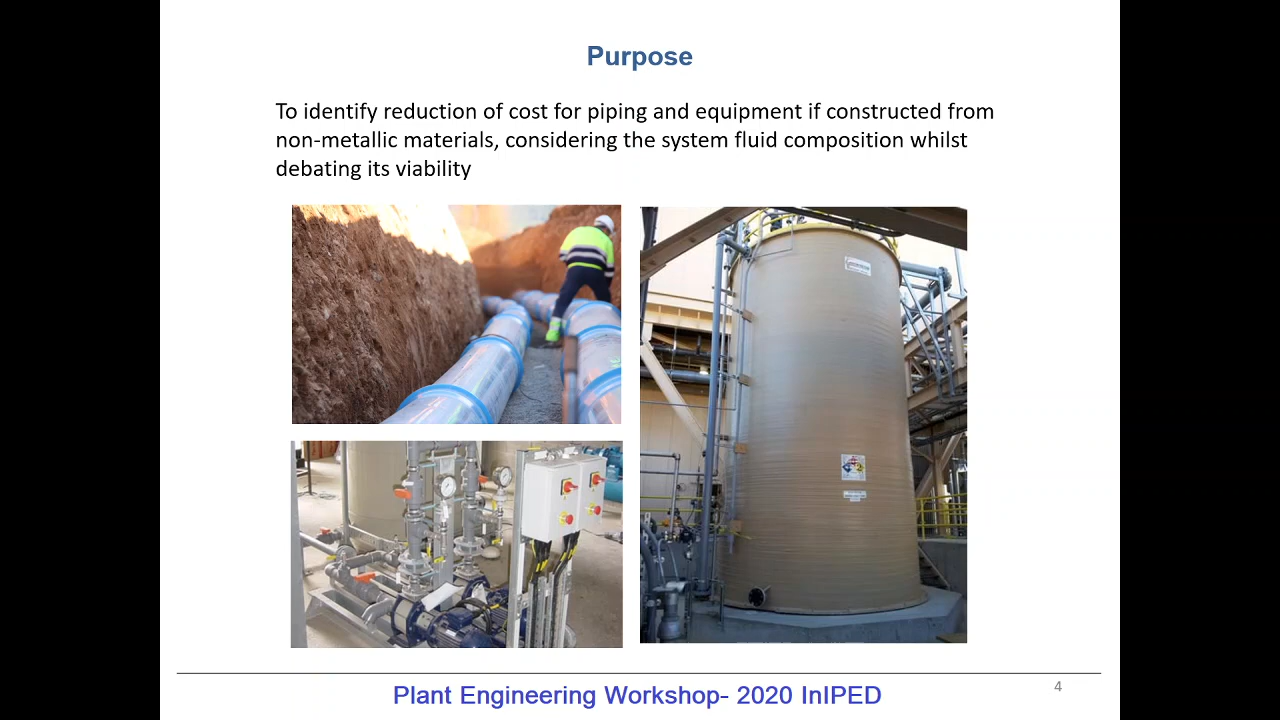 Purpose
To identify reduction of cost for piping and equipment if constructed from
non-metallic materials, considering the system fluid composition whilst
debating its viability
Plant Engineering Workshop- 2020 InIPED
4